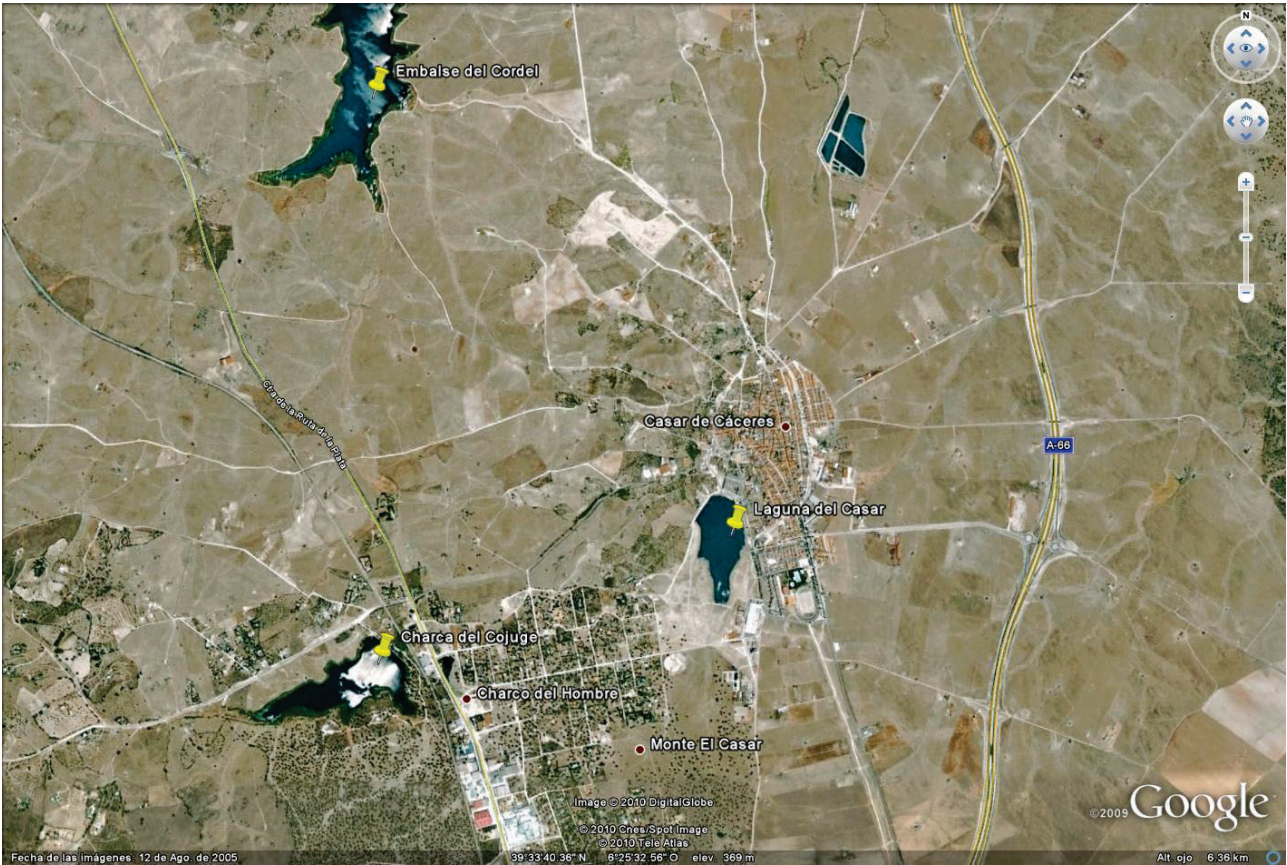 N
Embalse del Cordel
Ctra de la Ruta de la Plata
Casar de Cáceres
A-66
Laguna del Casar
Charca del Cojuge
Charco del Hombre
Monte El Casar
Image © 2010 DigitalGlobe
© 2010 Cnes/Spot Image
© 2010 Tele Atlas
©2009 Google
Fecha de las imágenes: 12 de Ago. de 2005 39°33'40.36" N 6°25'32.56" O elev. 369 m Alt. ojo 6.36 km